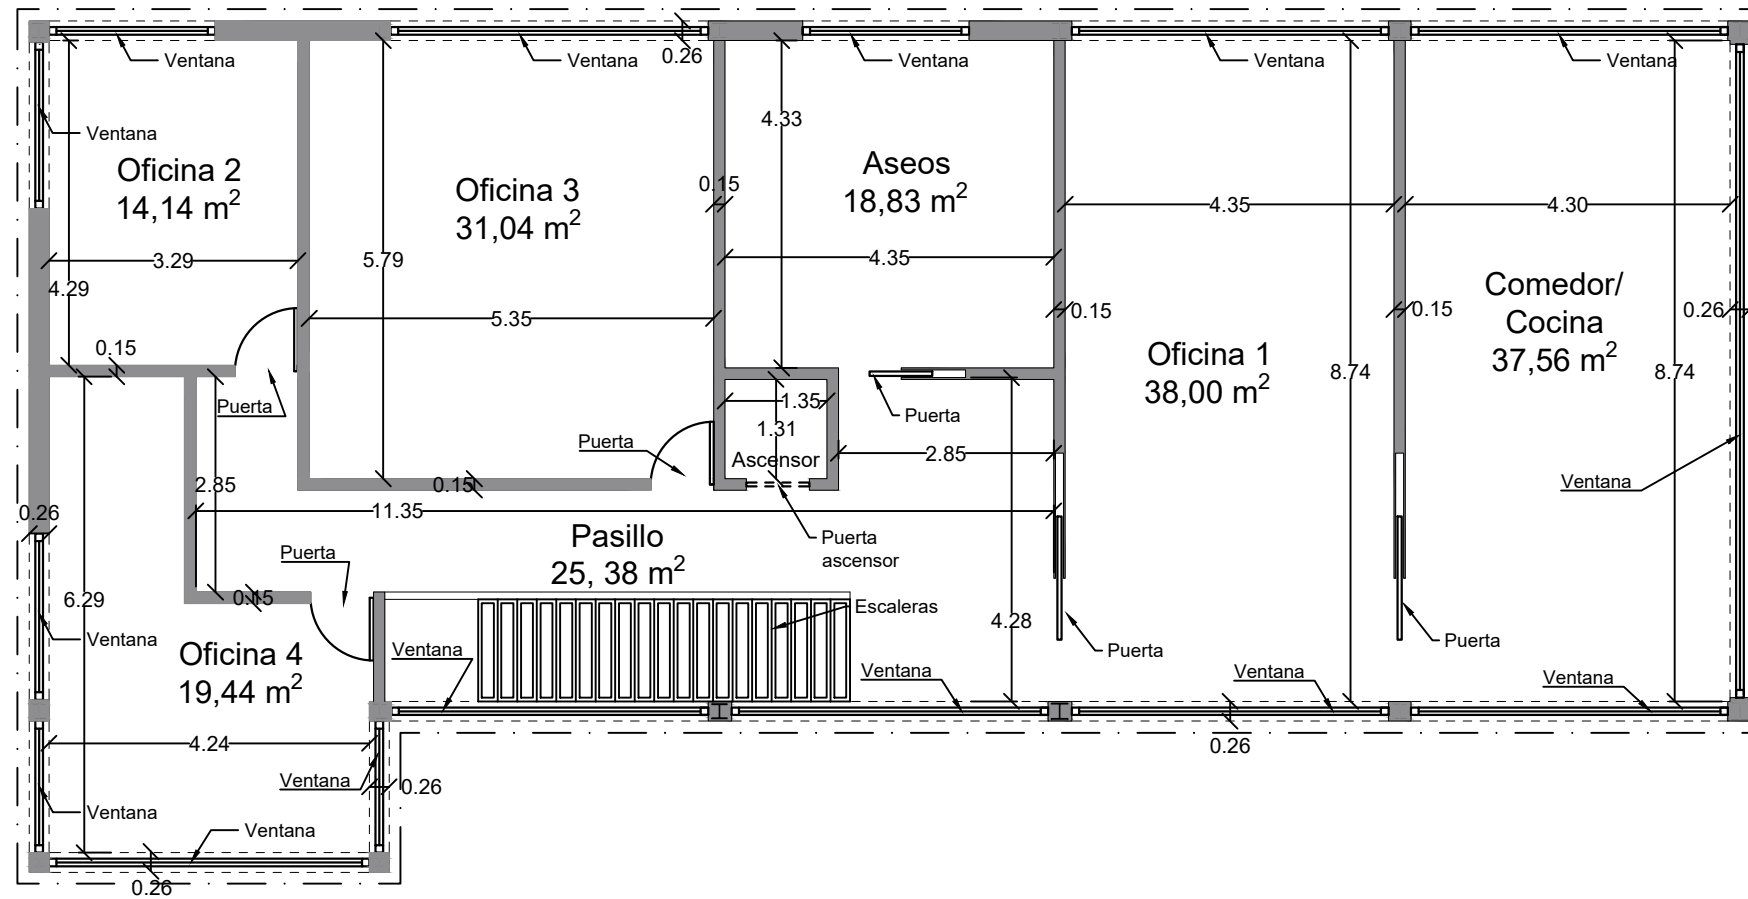 Ventana
Ventana
0.26
Ventana
Ventana
Ventana
Ventana
4.33
Oficina 2
14,14 m²
Oficina 3
31,04 m²
0.15
Aseos
18,83 m²
4.35
4.30
3.29
4.29
5.79
5.35
4.35
0.15
0.15
0.26
Comedor/
Cocina
37,56 m²
0.15
Oficina 1
38,00 m²
8.74
8.74
Puerta
1.35
Puerta
1.31
Puerta
Ascensor
2.85
Ventana
2.85
0.15
11.35
0.26
Pasillo
25, 38 m²
Puerta
ascensor
Puerta
6.29
0.15
Escaleras
4.28
Ventana
Oficina 4
19,44 m²
Ventana
Ventana
Puerta
Ventana
Puerta
Ventana
4.24
0.26
Ventana
0.26
Ventana
Ventana
0.26